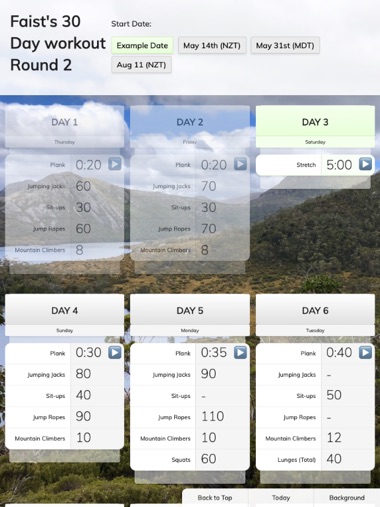 Faist's 30
Day workout
Round 2
Start Date:
Example Date
May 14th (NZT)
May 31st (MDT)
Aug 11 (NZT)
DAY 1
Thursday
Plank 0:20
Jumping Jacks 60
Sit-ups 30
Jump Ropes 60
Mountain Climbers 8
DAY 2
Friday
Plank 0:20
Jumping Jacks 70
Sit-ups 30
Jump Ropes 70
Mountain Climbers 8
DAY 3
Saturday
Stretch 5:00
DAY 4
Sunday
Plank 0:30
Jumping Jacks 80
Sit-ups 40
Jump Ropes 90
Mountain Climbers 10
DAY 5
Monday
Plank 0:35
Jumping Jacks 90
Sit-ups -
Jump Ropes 110
Mountain Climbers 10
Squats 60
DAY 6
Tuesday
Plank 0:40
Jumping Jacks -
Sit-ups 50
Jump Ropes -
Mountain Climbers 12
Lunges (Total) 40
Back to Top
Today
Background